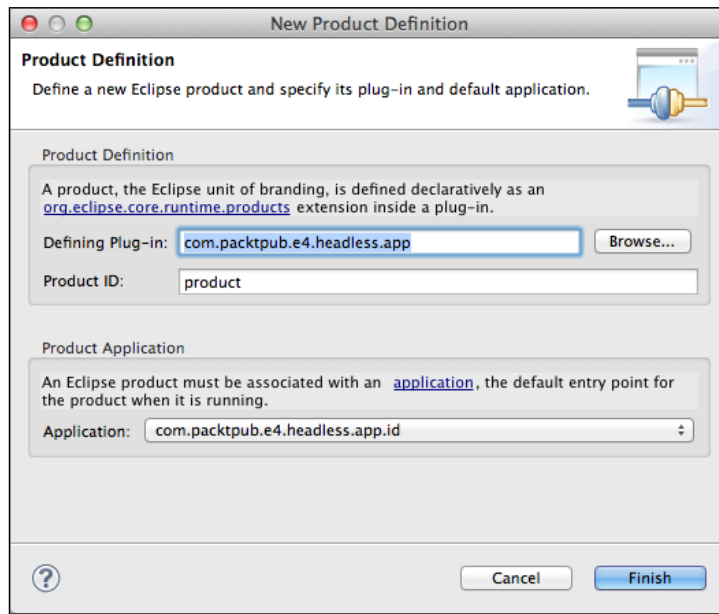 New Product Definition
Product Definition
Define a new Eclipse product and specify its plug-in and default application.
Product Definition
A product, the Eclipse unit of branding, is defined declaratively as an
org.eclipse.core.runtime.products extension inside a plug-in.
Defining Plug-in: com.packtpub.e4.headless.app Browse...
Product ID: product
Product Application
An Eclipse product must be associated with an application, the default entry point for
the product when it is running.
Application: com.packtpub.e4.headless.app.id
? Cancel Finish